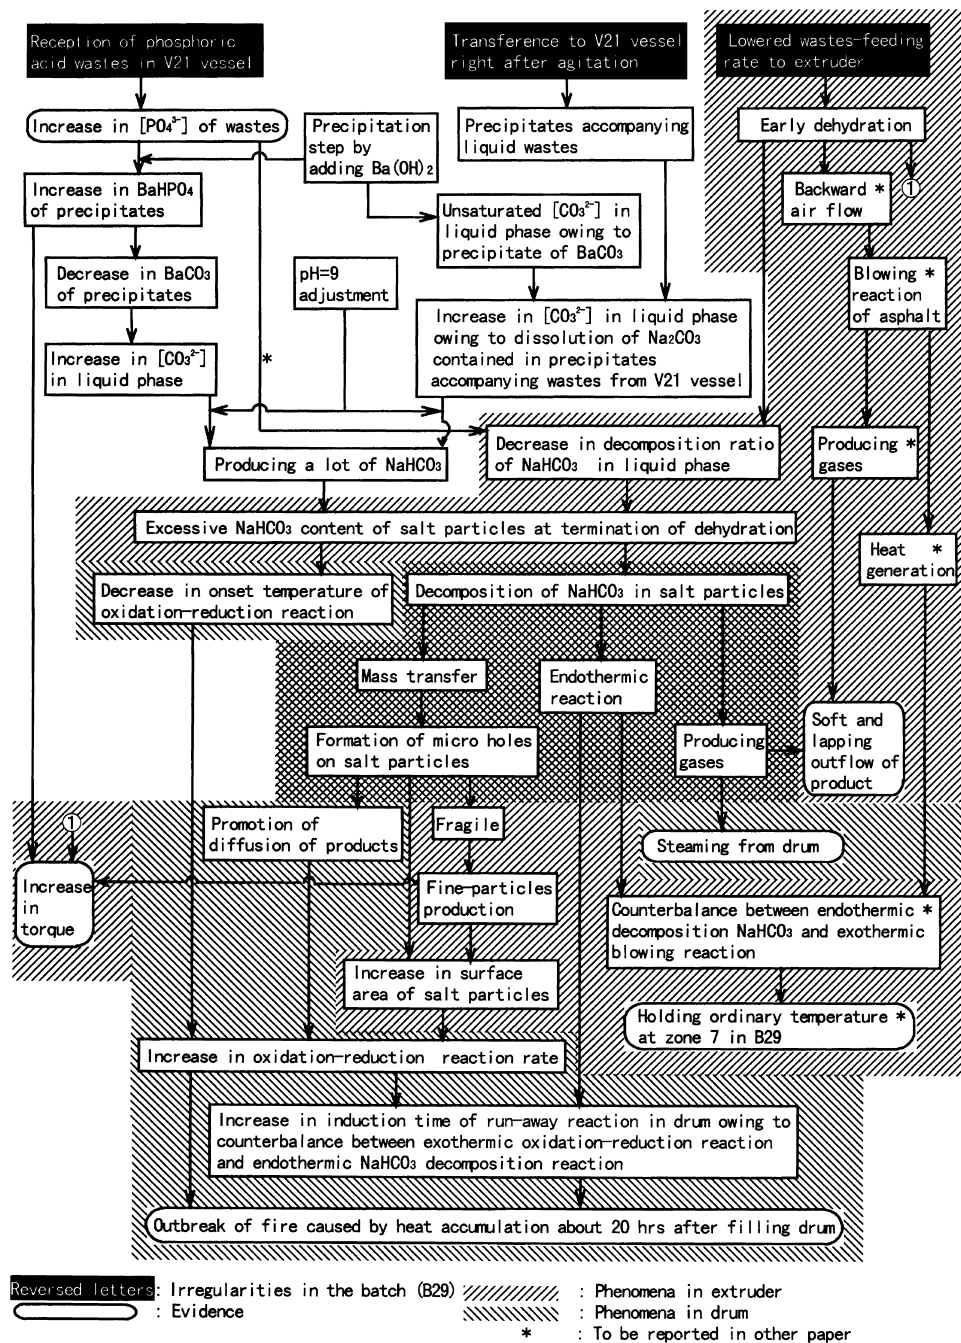 Reception of phosphoric
acid wastes in V21 vessel
Transference to V21 vessel
right after agitation
Lowered wastes-feeding
rate to extruder
Increase in [PO₄³⁻] of wastes
Precipitation
step by
adding Ba(OH)₂
Precipitates accompanying
liquid wastes
Early dehydration
Increase in BaHPO₄
of precipitates
Backward *
air flow
①
Unsaturated [CO₃²⁻] in
liquid phase owing to
precipitate of BaCO₃
Decrease in BaCO₃
of precipitates
pH=9
adjustment
Blowing *
reaction
of asphalt
Increase in [CO₃²⁻] in liquid phase
owing to dissolution of Na₂CO₃
contained in precipitates
accompanying wastes from V21 vessel
Increase in [CO₃²⁻]
in liquid phase
*
Producing a lot of NaHCO₃
Decrease in decomposition ratio
of NaHCO₃ in liquid phase
Producing *
gases
Excessive NaHCO₃ content of salt particles at termination of dehydration
Heat *
generation
Decrease in onset temperature of
oxidation-reduction reaction
Decomposition of NaHCO₃ in salt particles
Mass transfer
Endothermic
reaction
Formation of micro holes
on salt particles
Producing
gases
Soft and
lapping
outflow of
product
①
Promotion of
diffusion of products
Fragile
Steaming from drum
Increase
in
torque
Fine-particles
production
Counterbalance between endothermic *
decomposition NaHCO₃ and exothermic
blowing reaction
Increase in surface
area of salt particles
Holding ordinary temperature *
at zone 7 in B29
Increase in oxidation-reduction reaction rate
Increase in induction time of run-away reaction in drum owing to
counterbalance between exothermic oxidation-reduction reaction
and endothermic NaHCO₃ decomposition reaction
Outbreak of fire caused by heat accumulation about 20 hrs after filling drum
Reversed letters : Irregularities in the batch (B29)
: Evidence
: Phenomena in extruder
: Phenomena in drum
* : To be reported in other paper